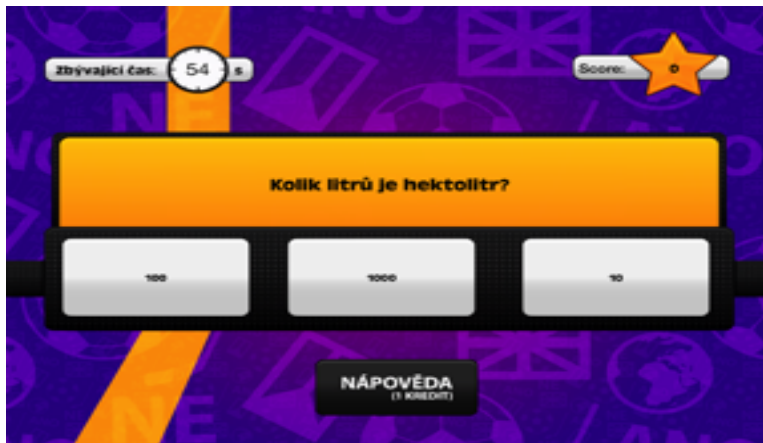 Zbývající čas: 54 s
Score: 0
Kolik litrů je hektolitr?
100
1000
10
NÁPOVĚDA
(1 KREDIT)